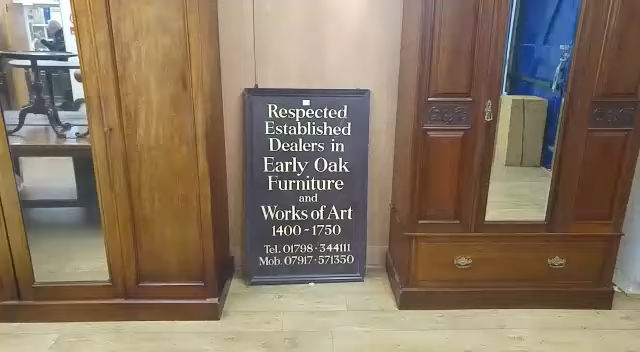 Respected
Established
Dealers in
Early Oak
Furniture
and
Works of Art
1400 - 1750
Tel. 01798·344111
Mob. 07917·571350